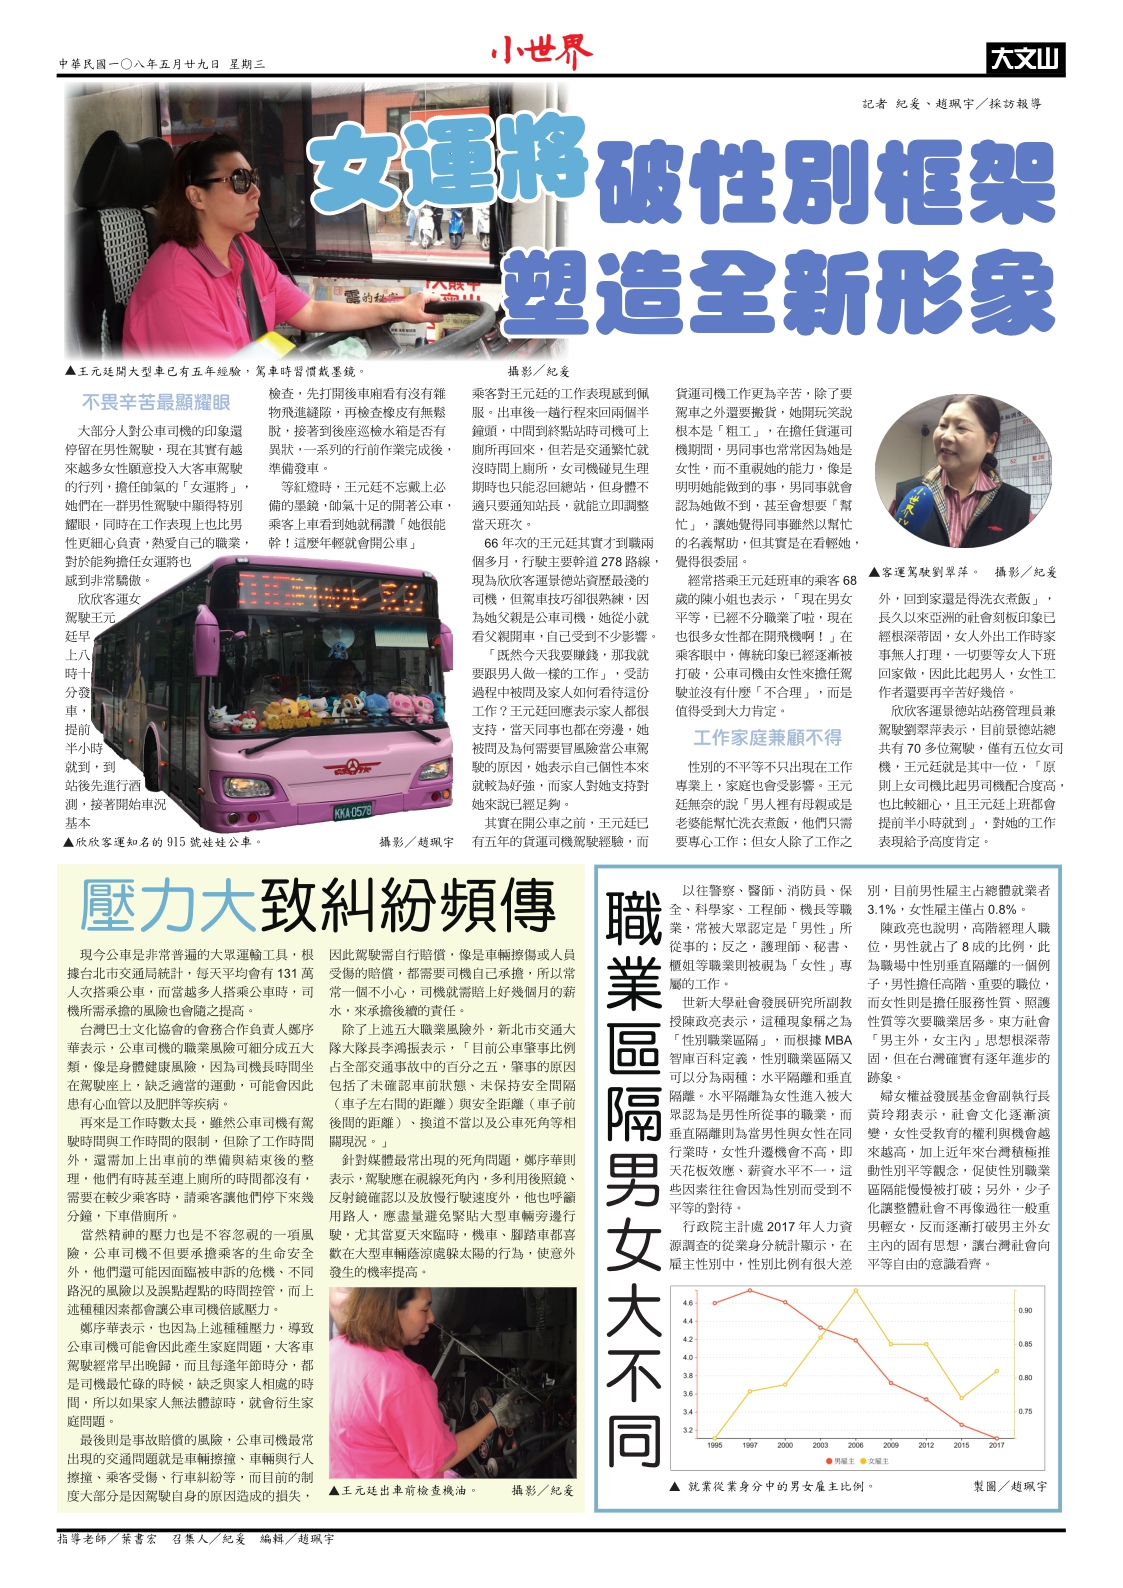 中華民國一〇八年五月廿九日 星期三
小世界
大文山
記者 紀爰、趙珮宇／採訪報導
女運將破性別框架
塑造全新形象
▲王元廷開大型車已有五年經驗，駕車時習慣戴墨鏡。 攝影／紀爰
不畏辛苦最顯耀眼
大部分人對公車司機的印象還
停留在男性駕駛，現在其實有越
來越多女性願意投入大客車駕駛
的行列，擔任帥氣的「女運將」，
她們在一群男性駕駛中顯得特別
耀眼，同時在工作表現上也比男
性更細心負責，熱愛自己的職業，
對於能夠擔任女運將也
感到非常驕傲。
欣欣客運女
駕駛王元
廷早
上八
時十
分發
車，
提前
半小時
就到，到
站後先進行酒
測，接著開始車況
基本
檢查，先打開後車廂看有沒有雜
物飛進縫隙，再檢查橡皮有無鬆
脫，接著到後座巡檢水箱是否有
異狀，一系列的行前作業完成後，
準備發車。
等紅燈時，王元廷不忘戴上必
備的墨鏡，帥氣十足的開著公車，
乘客上車看到她就稱讚「她很能
幹！這麼年輕就會開公車」
KKA-0578
▲欣欣客運知名的 915 號娃娃公車。 攝影／趙珮宇
乘客對王元廷的工作表現感到佩
服。出車後一趟行程來回兩個半
鐘頭，中間到終點站時司機可上
廁所再回來，但若是交通繁忙就
沒時間上廁所，女司機碰見生理
期時也只能忍回總站，但身體不
適只要通知站長，就能立即調整
當天班次。
66 年次的王元廷其實才到職兩
個多月，行駛主要幹道 278 路線，
現為欣欣客運景德站資歷最淺的
司機，但駕車技巧卻很熟練，因
為她父親是公車司機，她從小就
看父親開車，自己受到不少影響。
「既然今天我要賺錢，那我就
要跟男人做一樣的工作」，受訪
過程中被問及家人如何看待這份
工作？王元廷回應表示家人都很
支持，當天同事也都在旁邊，她
被問及為何需要冒風險當公車駕
駛的原因，她表示自己個性本來
就較為好強，而家人對她支持對
她來說已經足夠。
其實在開公車之前，王元廷已
有五年的貨運司機駕駛經驗，而
貨運司機工作更為辛苦，除了要
駕車之外還要搬貨，她開玩笑說
根本是「粗工」，在擔任貨運司
機期間，男同事也常常因為她是
女性，而不重視她的能力，像是
明明她能做到的事，男同事就會
認為她做不到，甚至會想要「幫
忙」，讓她覺得同事雖然以幫忙
的名義幫助，但其實是在看輕她，
覺得很委屈。
經常搭乘王元廷班車的乘客 68
歲的陳小姐也表示，「現在男女
平等，已經不分職業了啦，現在
也很多女性都在開飛機啊！」在
乘客眼中，傳統印象已經逐漸被
打破，公車司機由女性來擔任駕
駛並沒有什麼「不合理」，而是
值得受到大力肯定。
工作家庭兼顧不得
性別的不平等不只出現在工作
專業上，家庭也會受影響。王元
廷無奈的說「男人裡有母親或是
老婆能幫忙洗衣煮飯，他們只需
要專心工作；但女人除了工作之
小世界TV
▲客運駕駛劉翠萍。 攝影／紀爰
外，回到家還是得洗衣煮飯」，
長久以來亞洲的社會刻板印象已
經根深蒂固，女人外出工作時家
事無人打理，一切要等女人下班
回家做，因此比起男人，女性工
作者還要再辛苦好幾倍。
欣欣客運景德站站務管理員兼
駕駛劉翠萍表示，目前景德站總
共有 70 多位駕駛，僅有五位女司
機，王元廷就是其中一位，「原
則上女司機比起男司機配合度高，
也比較細心，且王元廷上班都會
提前半小時就到」，對她的工作
表現給予高度肯定。
壓力大致糾紛頻傳
現今公車是非常普遍的大眾運輸工具，根
據台北市交通局統計，每天平均會有 131 萬
人次搭乘公車，而當越多人搭乘公車時，司
機所需承擔的風險也會隨之提高。
台灣巴士文化協會的會務合作負責人鄭序
華表示，公車司機的職業風險可細分成五大
類，像是身體健康風險，因為司機長時間坐
在駕駛座上，缺乏適當的運動，可能會因此
患有心血管以及肥胖等疾病。
再來是工作時數太長，雖然公車司機有駕
駛時間與工作時間的限制，但除了工作時間
外，還需加上出車前的準備與結束後的整
理，他們有時甚至連上廁所的時間都沒有，
需要在較少乘客時，請乘客讓他們停下來幾
分鐘，下車借廁所。
當然精神的壓力也是不容忽視的一項風
險，公車司機不但要承擔乘客的生命安全
外，他們還可能因面臨被申訴的危機、不同
路況的風險以及誤點趕點的時間控管，而上
述種種因素都會讓公車司機倍感壓力。
鄭序華表示，也因為上述種種壓力，導致
公車司機可能會因此產生家庭問題，大客車
駕駛經常早出晚歸，而且每逢年節時分，都
是司機最忙碌的時候，缺乏與家人相處的時
間，所以如果家人無法體諒時，就會衍生家
庭問題。
最後則是事故賠償的風險，公車司機最常
出現的交通問題就是車輛擦撞、車輛與行人
擦撞、乘客受傷、行車糾紛等，而目前的制
度大部分是因駕駛自身的原因造成的損失，
因此駕駛需自行賠償，像是車輛擦傷或人員
受傷的賠償，都需要司機自己承擔，所以常
常一個不小心，司機就需賠上好幾個月的薪
水，來承擔後續的責任。
除了上述五大職業風險外，新北市交通大
隊大隊長李鴻振表示，「目前公車肇事比例
占全部交通事故中的百分之五，肇事的原因
包括了未確認車前狀態、未保持安全間隔
（車子左右間的距離）與安全距離（車子前
後間的距離）、換道不當以及公車死角等相
關現況。」
針對媒體最常出現的死角問題，鄭序華則
表示，駕駛應在視線死角內，多利用後照鏡、
反射鏡確認以及放慢行駛速度外，他也呼籲
用路人，應盡量避免緊貼大型車輛旁邊行
駛，尤其當夏天來臨時，機車、腳踏車都喜
歡在大型車輛蔭涼處躲太陽的行為，使意外
發生的機率提高。
▲王元廷出車前檢查機油。 攝影／紀爰
職業區隔男女大不同
以往警察、醫師、消防員、保
全、科學家、工程師、機長等職
業，常被大眾認定是「男性」所
從事的；反之，護理師、秘書、
櫃姐等職業則被視為「女性」專
屬的工作。
世新大學社會發展研究所副教
授陳政亮表示，這種現象稱之為
「性別職業區隔」，而根據 MBA
智庫百科定義，性別職業區隔又
可以分為兩種：水平隔離和垂直
隔離。水平隔離為女性進入被大
眾認為是男性所從事的職業，而
垂直隔離則為當男性與女性在同
行業時，女性升遷機會不高，即
天花板效應、薪資水平不一，這
些因素往往會因為性別而受到不
平等的對待。
行政院主計處 2017 年人力資
源調查的從業身分統計顯示，在
雇主性別中，性別比例有很大差
別，目前男性雇主占總體就業者
3.1%，女性雇主僅占 0.8%。
陳政亮也說明，高階經理人職
位，男性就占了 8 成的比例，此
為職場中性別垂直隔離的一個例
子，男性擔任高階、重要的職位，
而女性則是擔任服務性質、照護
性質等次要職業居多。東方社會
「男主外，女主內」思想根深蒂
固，但在台灣確實有逐年進步的
跡象。
婦女權益發展基金會副執行長
黃玲翔表示，社會文化逐漸演
變，女性受教育的權利與機會越
來越高，加上近年來台灣積極推
動性別平等觀念，促使性別職業
區隔能慢慢被打破；另外，少子
化讓整體社會不再像過往一般重
男輕女，反而逐漸打破男主外女
主內的固有思想，讓台灣社會向
平等自由的意識看齊。
4.6
4.4
4.2
4.0
3.8
3.6
3.4
3.2
0.90
0.85
0.80
0.75
1995 1997 2000 2003 2006 2009 2012 2015 2017
男雇主 女雇主
▲ 就業從業身分中的男女雇主比例。 製圖／趙珮宇
指導老師／葉書宏 召集人／紀爰 編輯／趙珮宇